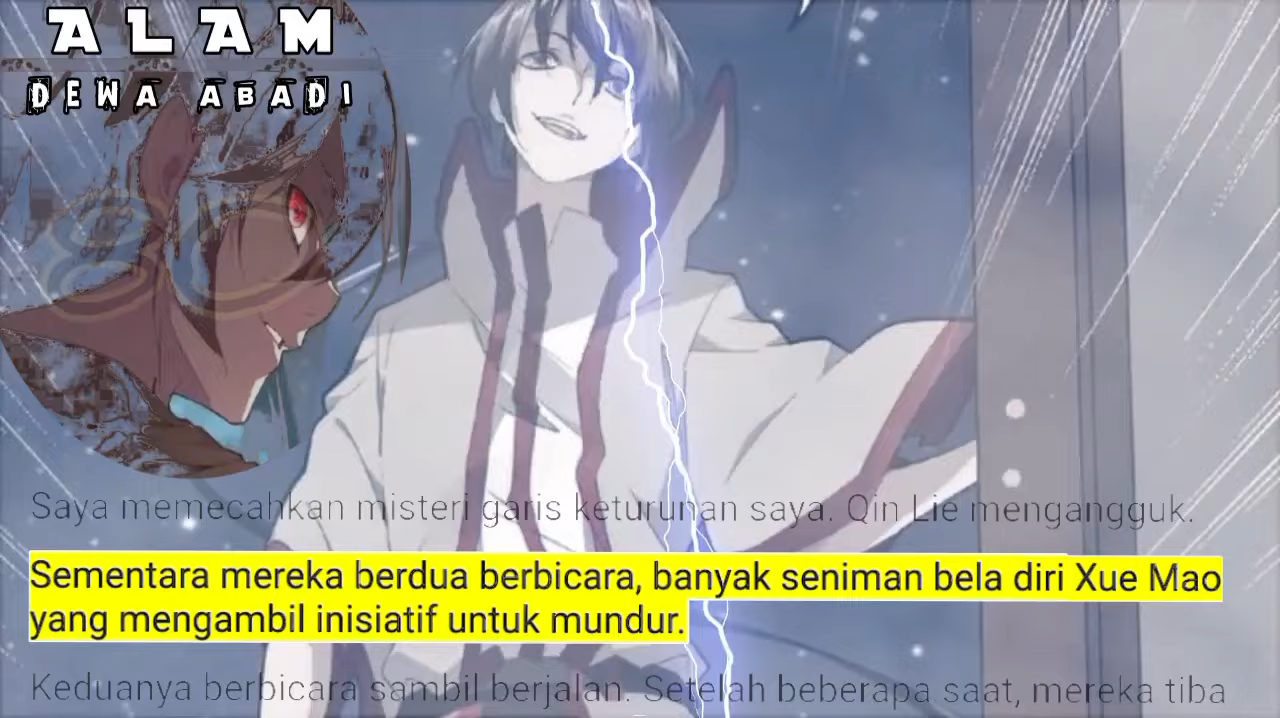 ALAM
DEWA ABADI
Saya memecahkan misteri garis keturunan saya. Qin Lie mengangguk.
Sementara mereka berdua berbicara, banyak seniman bela diri Xue Mao
yang mengambil inisiatif untuk mundur.
Keduanya berbicara sambil berjalan. Setelah beberapa saat, mereka tiba